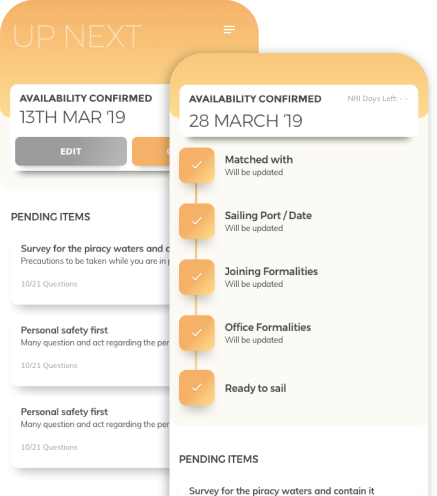 UP NEXT
AVAILABILITY CONFIRMED
13TH MAR '19
EDIT
PENDING ITEMS
Survey for the piracy waters and c
Precautions to be taken while you are in
10/21 Questions
Personal safety first
Many question and act regarding the per
10/21 Questions
Personal safety first
Many question and act regarding the per
10/21 Questions
AVAILABILITY CONFIRMED
NRI Days Left: - -
28 MARCH '19
Matched with
Will be updated
Sailing Port / Date
Will be updated
Joining Formalities
Will be updated
Office Formalities
Will be updated
Ready to sail
PENDING ITEMS
Survey for the piracy waters and contain it